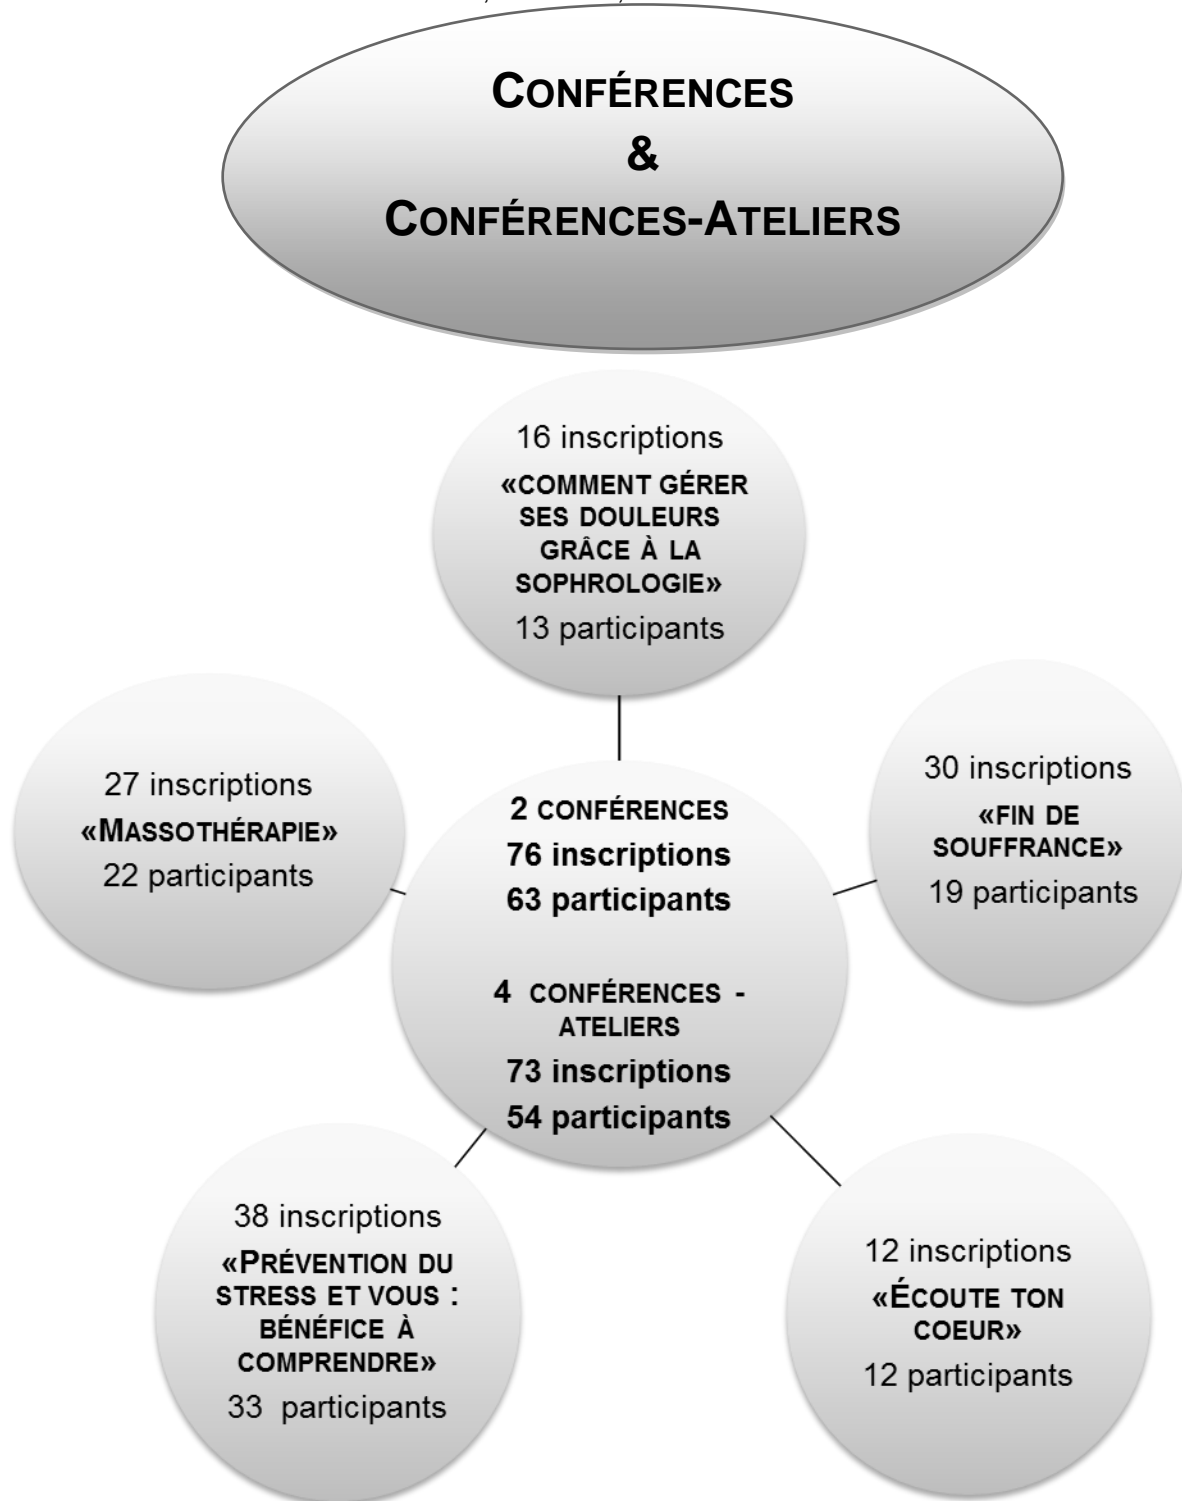 CONFÉRENCES
&
CONFÉRENCES-ATELIERS
16 inscriptions
«COMMENT GÉRER
SES DOULEURS
GRÂCE À LA
SOPHROLOGIE»
13 participants
27 inscriptions
«MASSOTHÉRAPIE»
22 participants
30 inscriptions
«FIN DE
SOUFFRANCE»
19 participants
2 CONFÉRENCES
76 inscriptions
63 participants
4 CONFÉRENCES -
ATELIERS
73 inscriptions
54 participants
38 inscriptions
«PRÉVENTION DU
STRESS ET VOUS :
BÉNÉFICE À
COMPRENDRE»
33 participants
12 inscriptions
«ÉCOUTE TON
COEUR»
12 participants